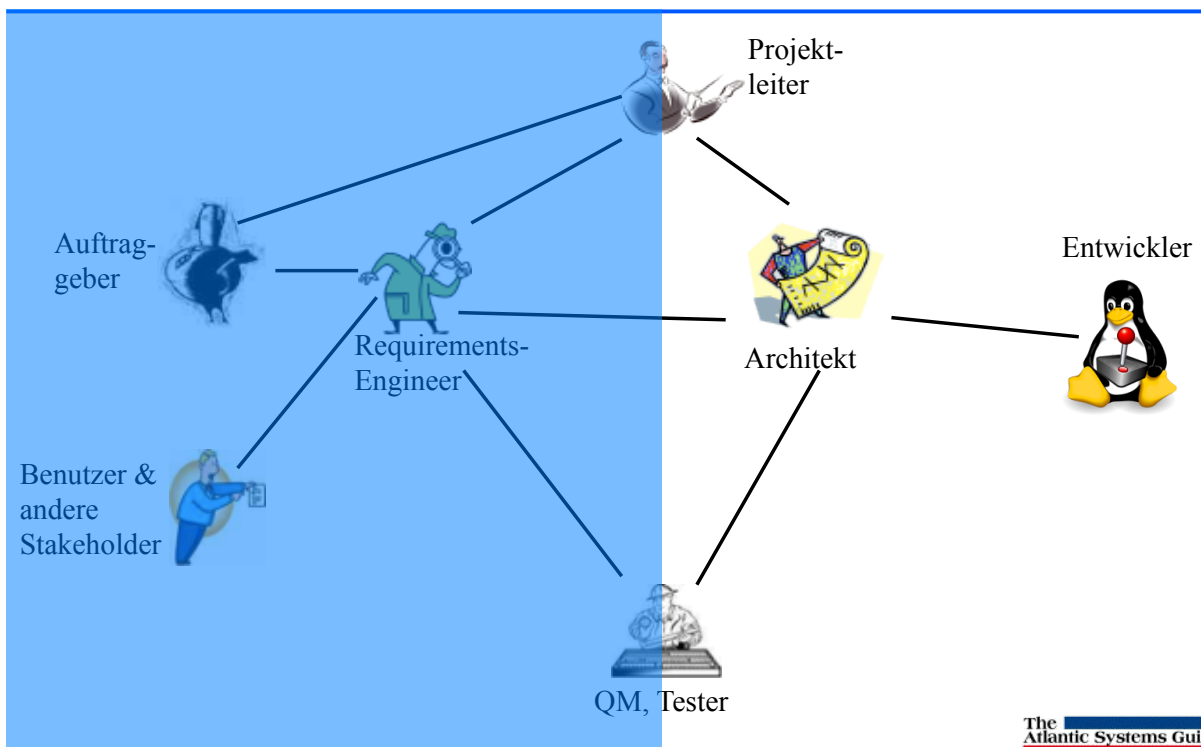 Projekt-
leiter
Auftrag-
geber
Entwickler
Requirements-
Engineer
Architekt
Benutzer &
andere
Stakeholder
QM, Tester
The
Atlantic Systems Gui